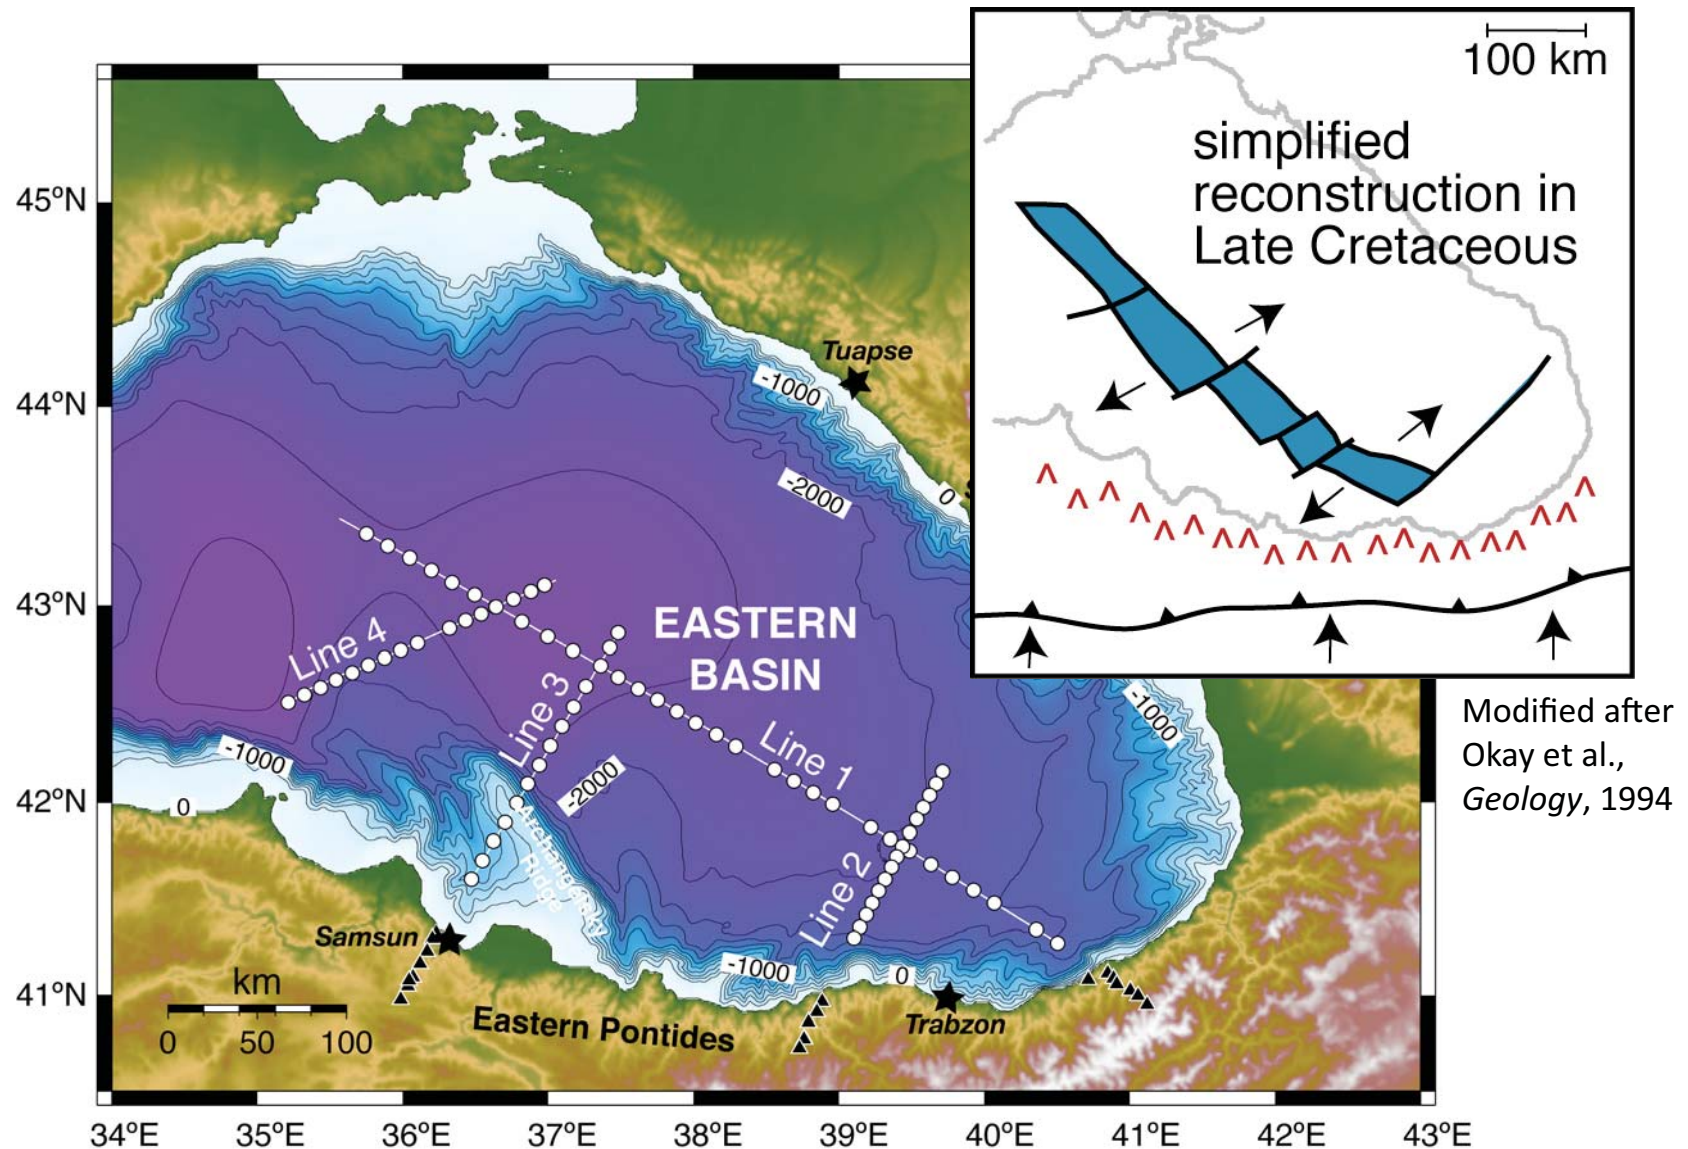 100 km
simplified
reconstruction in
Late Cretaceous
45°N
44°N
43°N
42°N
41°N
Tuapse
-1000
-2000
0
EASTERN
BASIN
Line 4
Line 3
Line 1
Line 2
-1000
-1000
-2000
0
Archangelsky
Ridge
Samsun
-1000
0
km
0 50 100
Eastern Pontides
Trabzon
34°E 35°E 36°E 37°E 38°E 39°E 40°E 41°E 42°E 43°E
Modified after
Okay et al.,
Geology, 1994